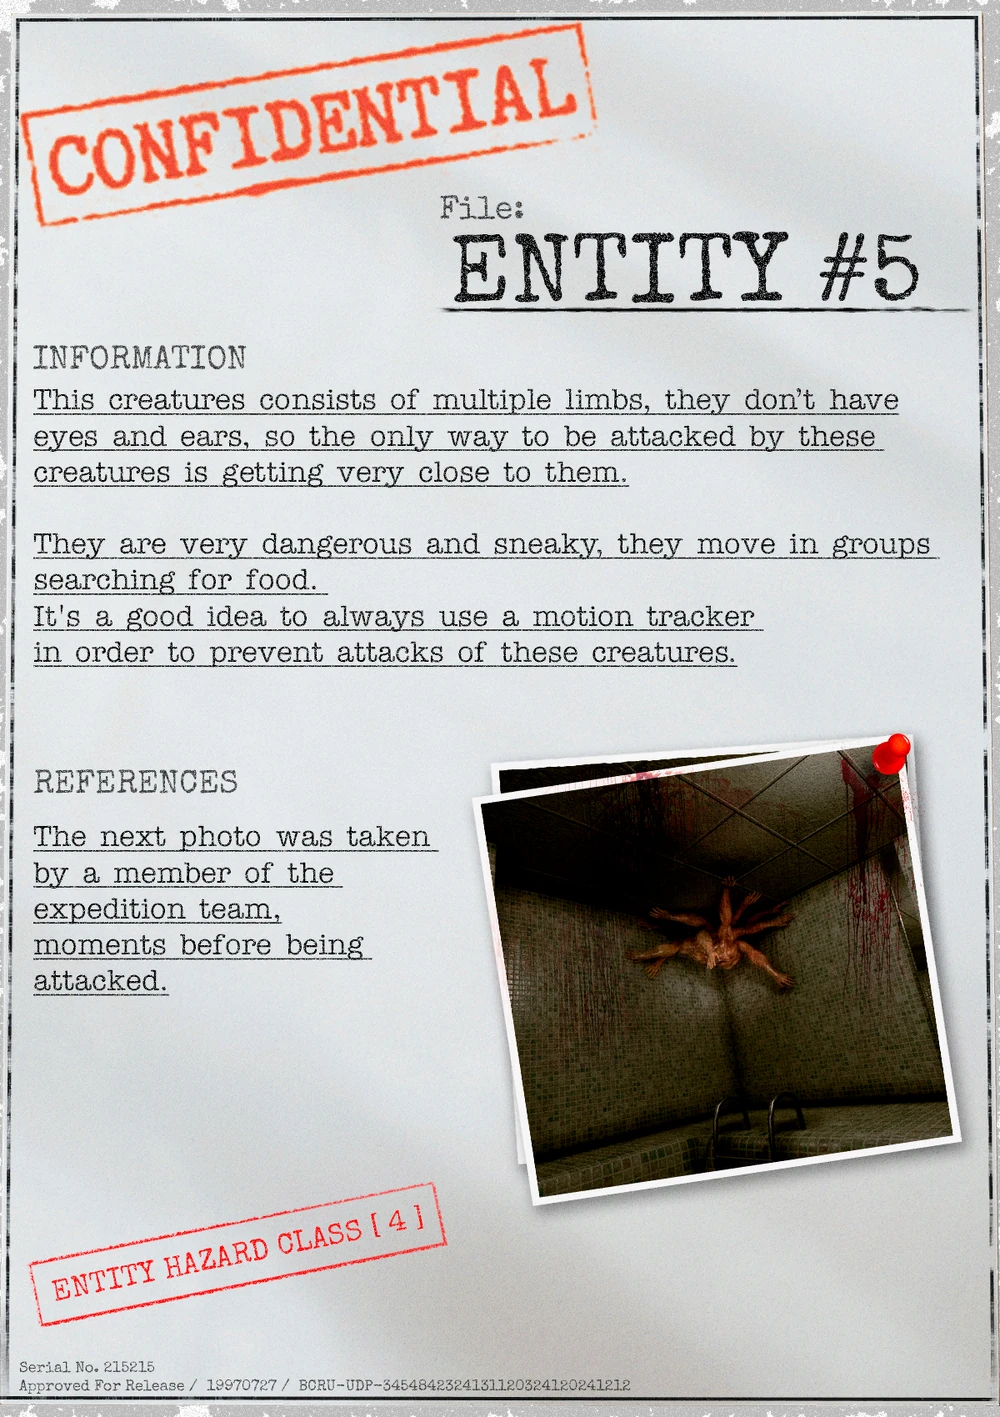 CONFIDENTIAL
File:
ENTITY #5
INFORMATION
This creatures consists of multiple limbs, they don't have
eyes and ears, so the only way to be attacked by these
creatures is getting very close to them.
They are very dangerous and sneaky, they move in groups
searching for food.
It's a good idea to always use a motion tracker
in order to prevent attacks of these creatures.
REFERENCES
The next photo was taken
by a member of the
expedition team,
moments before being
attacked.
ENTITY HAZARD CLASS [ 4 ]
Serial No. 215215
Approved For Release / 19970727 / BCRU-UDP-3454842324131120324120241212